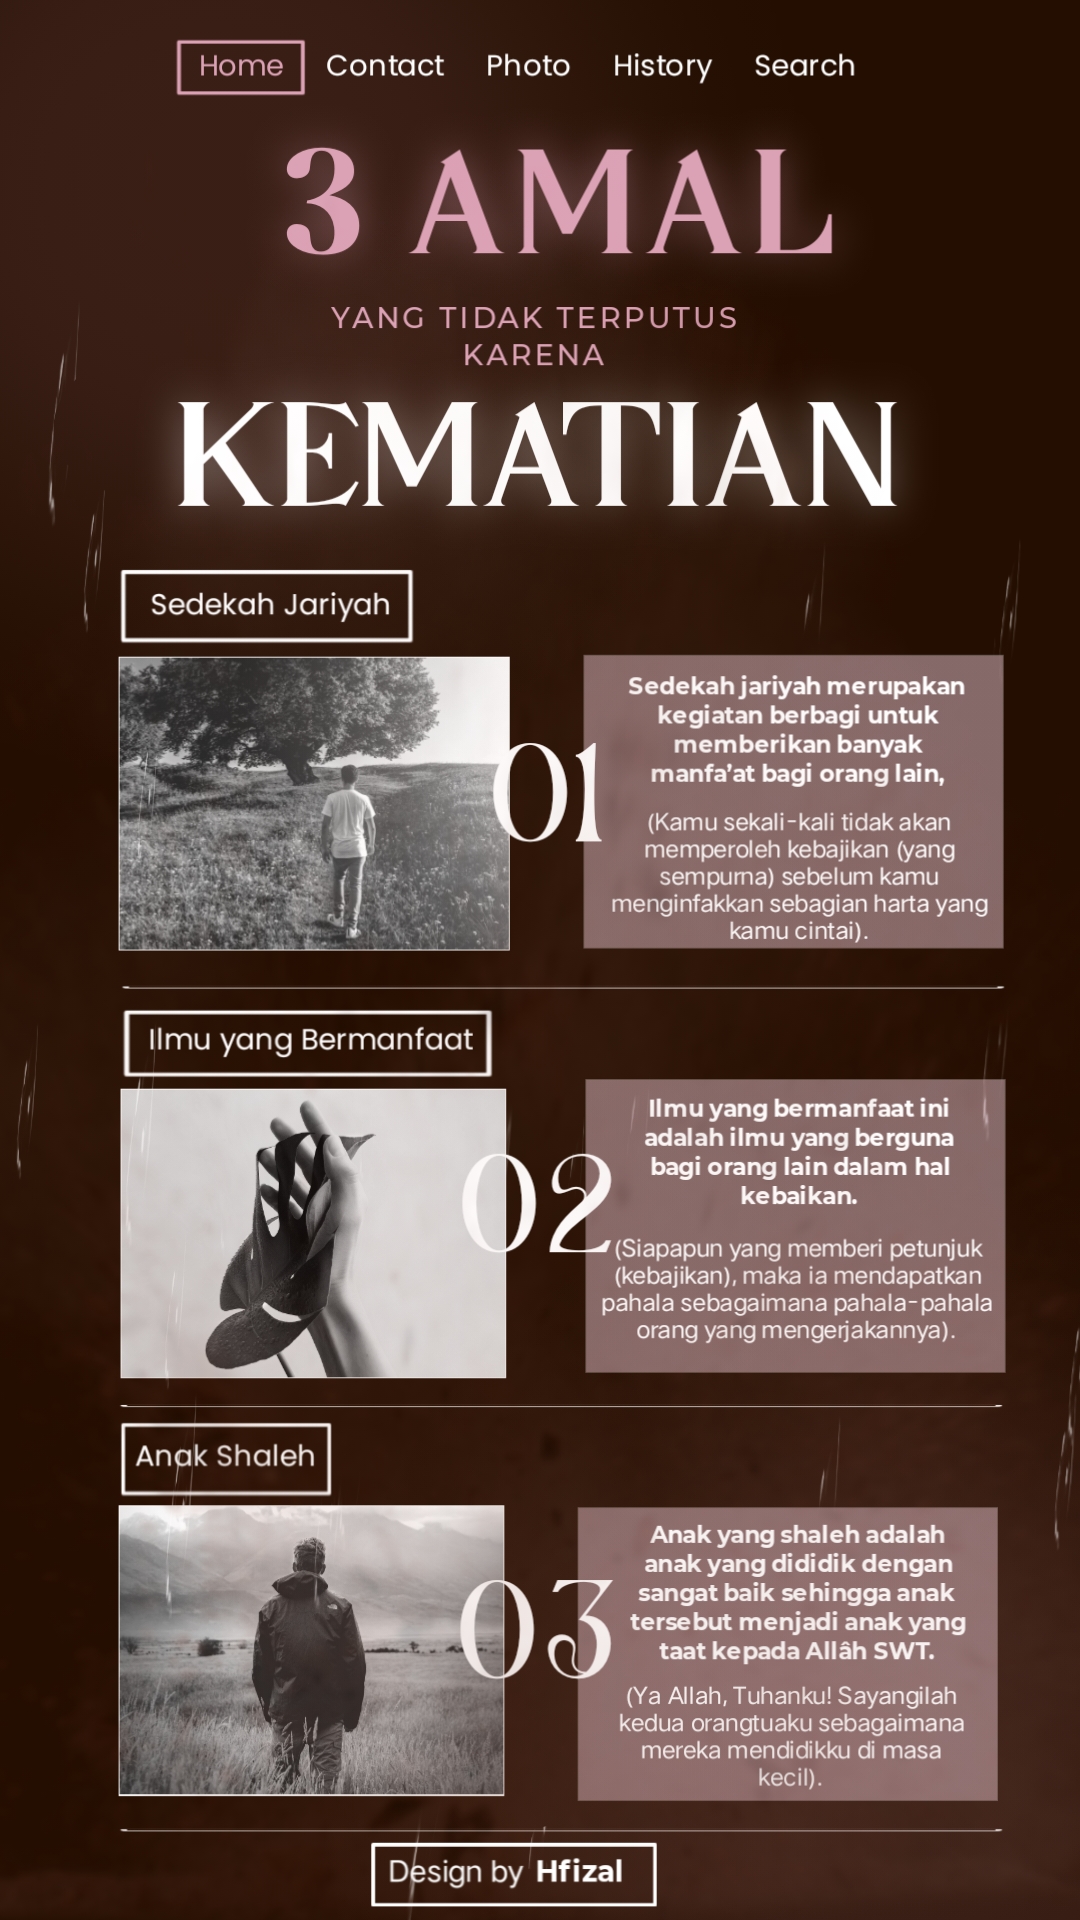 Home Contact Photo History Search
3 AMAL
YANG TIDAK TERPUTUS
KARENA
KEMATIAN
Sedekah Jariyah
01
Sedekah jariyah merupakan
kegiatan berbagi untuk
memberikan banyak
manfa'at bagi orang lain,
(Kamu sekali-kali tidak akan
memperoleh kebajikan (yang
sempurna) sebelum kamu
menginfakkan sebagian harta yang
kamu cintai).
Ilmu yang Bermanfaat
02
Ilmu yang bermanfaat ini
adalah ilmu yang berguna
bagi orang lain dalam hal
kebaikan.
(Siapapun yang memberi petunjuk
(kebajikan), maka ia mendapatkan
pahala sebagaimana pahala-pahala
orang yang mengerjakannya).
Anak Shaleh
03
Anak yang shaleh adalah
anak yang dididik dengan
sangat baik sehingga anak
tersebut menjadi anak yang
taat kepada Allâh SWT.
(Ya Allah, Tuhanku! Sayangilah
kedua orangtuaku sebagaimana
mereka mendidikku di masa
kecil).
Design by Hfizal